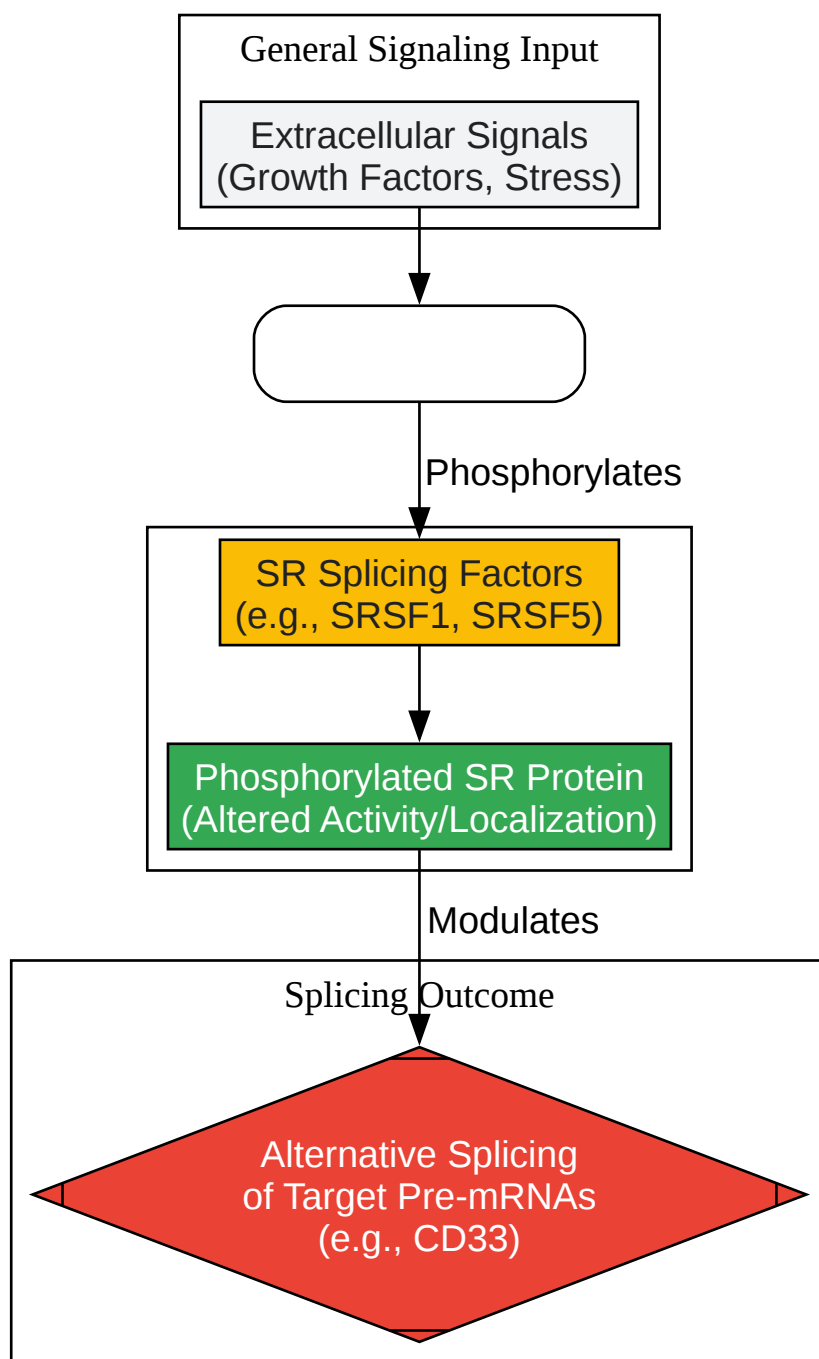 General Signaling Input
Extracellular Signals
(Growth Factors, Stress)
Phosphorylates
SR Splicing Factors
(e.g., SRSF1, SRSF5)
Phosphorylated SR Protein
(Altered Activity/Localization)
Modulates
Splicing Outcome
Alternative Splicing
of Target Pre-mRNAs
(e.g., CD33)